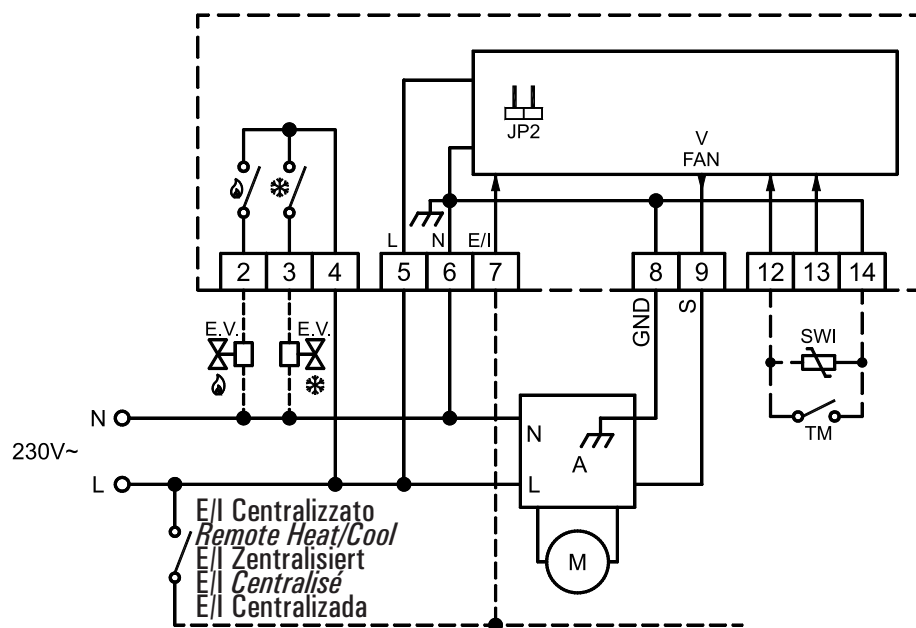 JP2
V
FAN
L N E/I
2 3 4 5 6 7 8 9 12 13 14
GND S
E.V. E.V.
SWI
TM
N
230V~
L
N
A
L
M
E/I Centralizzato
Remote Heat/Cool
E/I Zentralisiert
E/I Centralisé
E/I Centralizada